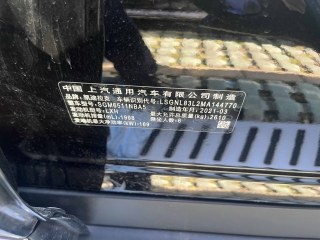 中国 上汽通用汽车有限公司制造
品牌：凯迪拉克 车辆识别代号：LSGNL83L2MA144770
整车型号：SGM6511NBA5 制造年月：2021-03
发动机型号：LXH 最大允许总质量(kg)：2610
发动机排量(mL)：1998 乘坐人数：6
发动机最大净功率(kW)：169